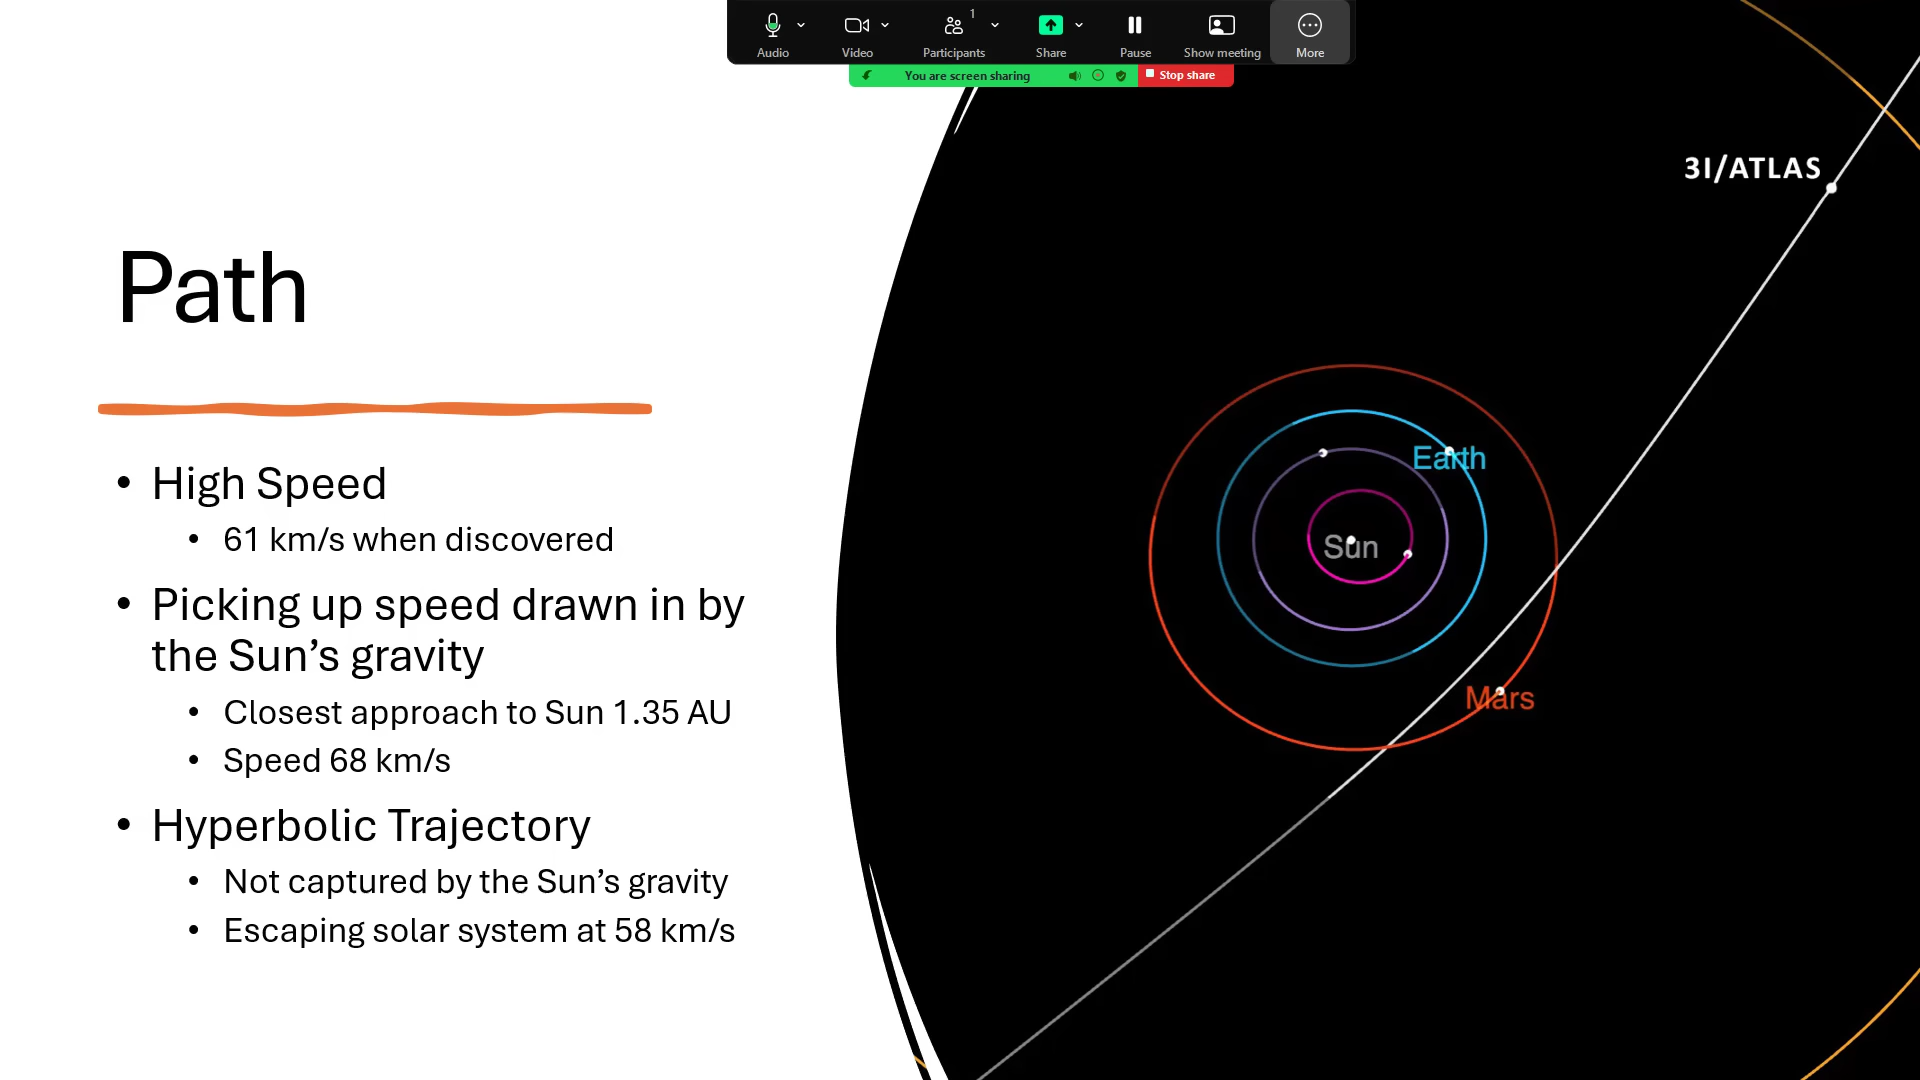 1
Audio
Video
Participants
Share
Pause
Show meeting
More
You are screen sharing
Stop share
3I/ATLAS
Path
Earth
Sun
Mars
• High Speed
• 61 km/s when discovered
• Picking up speed drawn in by
the Sun’s gravity
• Closest approach to Sun 1.35 AU
• Speed 68 km/s
• Hyperbolic Trajectory
• Not captured by the Sun’s gravity
• Escaping solar system at 58 km/s